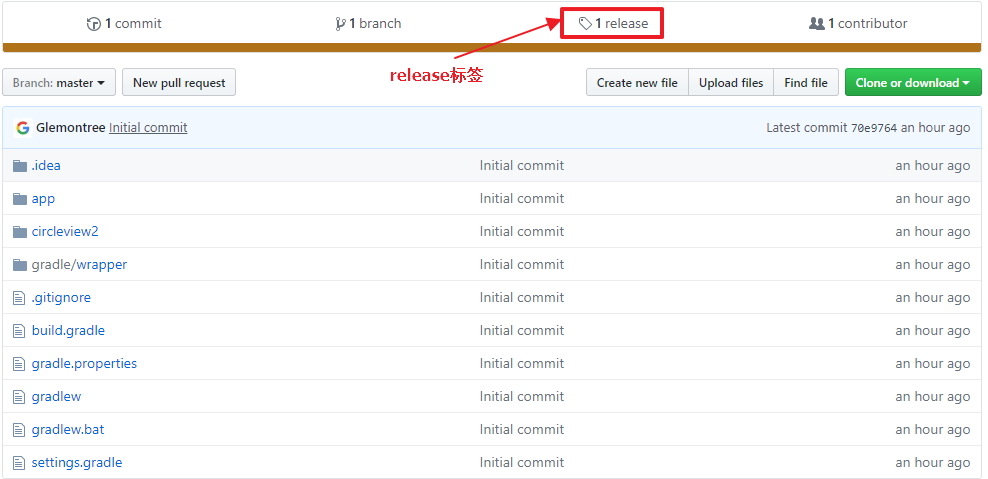 1 commit 1 branch 1 release 1 contributor
release标签
Branch: master New pull request Create new file Upload files Find file Clone or download
Glemontree Initial commit Latest commit 70e9764 an hour ago
.idea Initial commit an hour ago
app Initial commit an hour ago
circleview2 Initial commit an hour ago
gradle/wrapper Initial commit an hour ago
.gitignore Initial commit an hour ago
build.gradle Initial commit an hour ago
gradle.properties Initial commit an hour ago
gradlew Initial commit an hour ago
gradlew.bat Initial commit an hour ago
settings.gradle Initial commit an hour ago